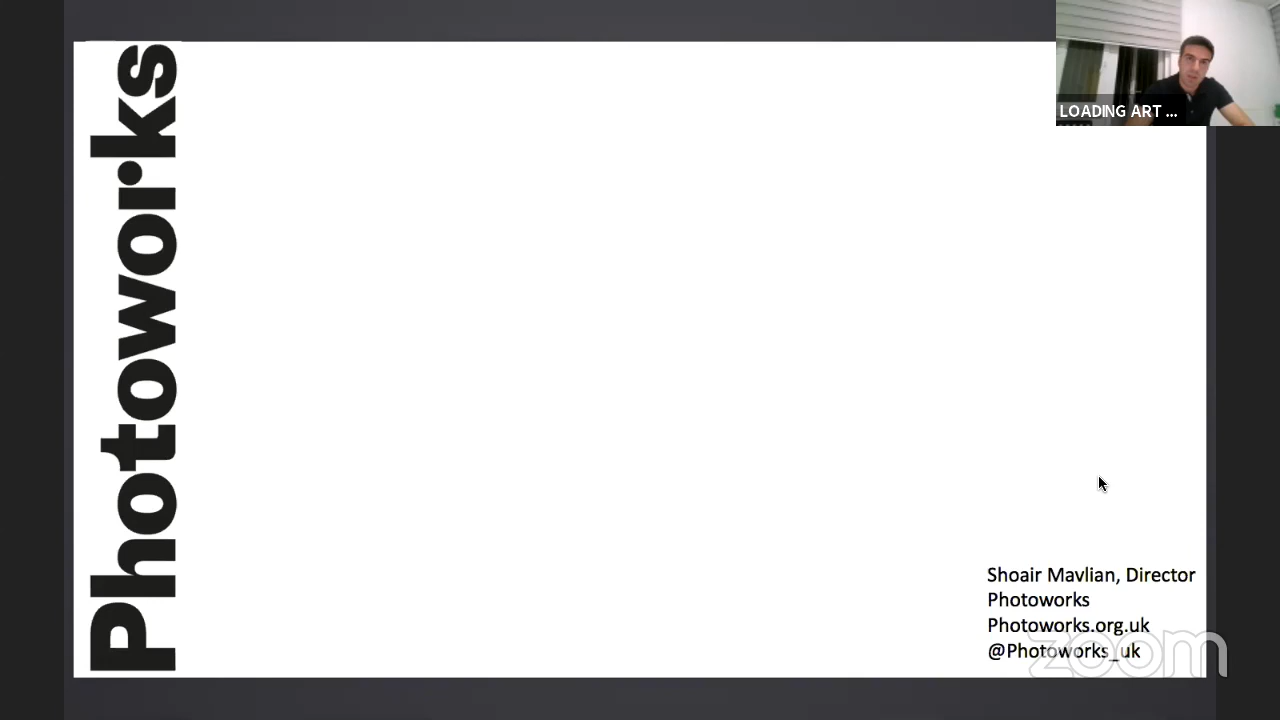 Photoworks
LOADING ART ...
Shoair Mavlian, Director
Photoworks
Photoworks.org.uk
@Photoworks_uk
zoom